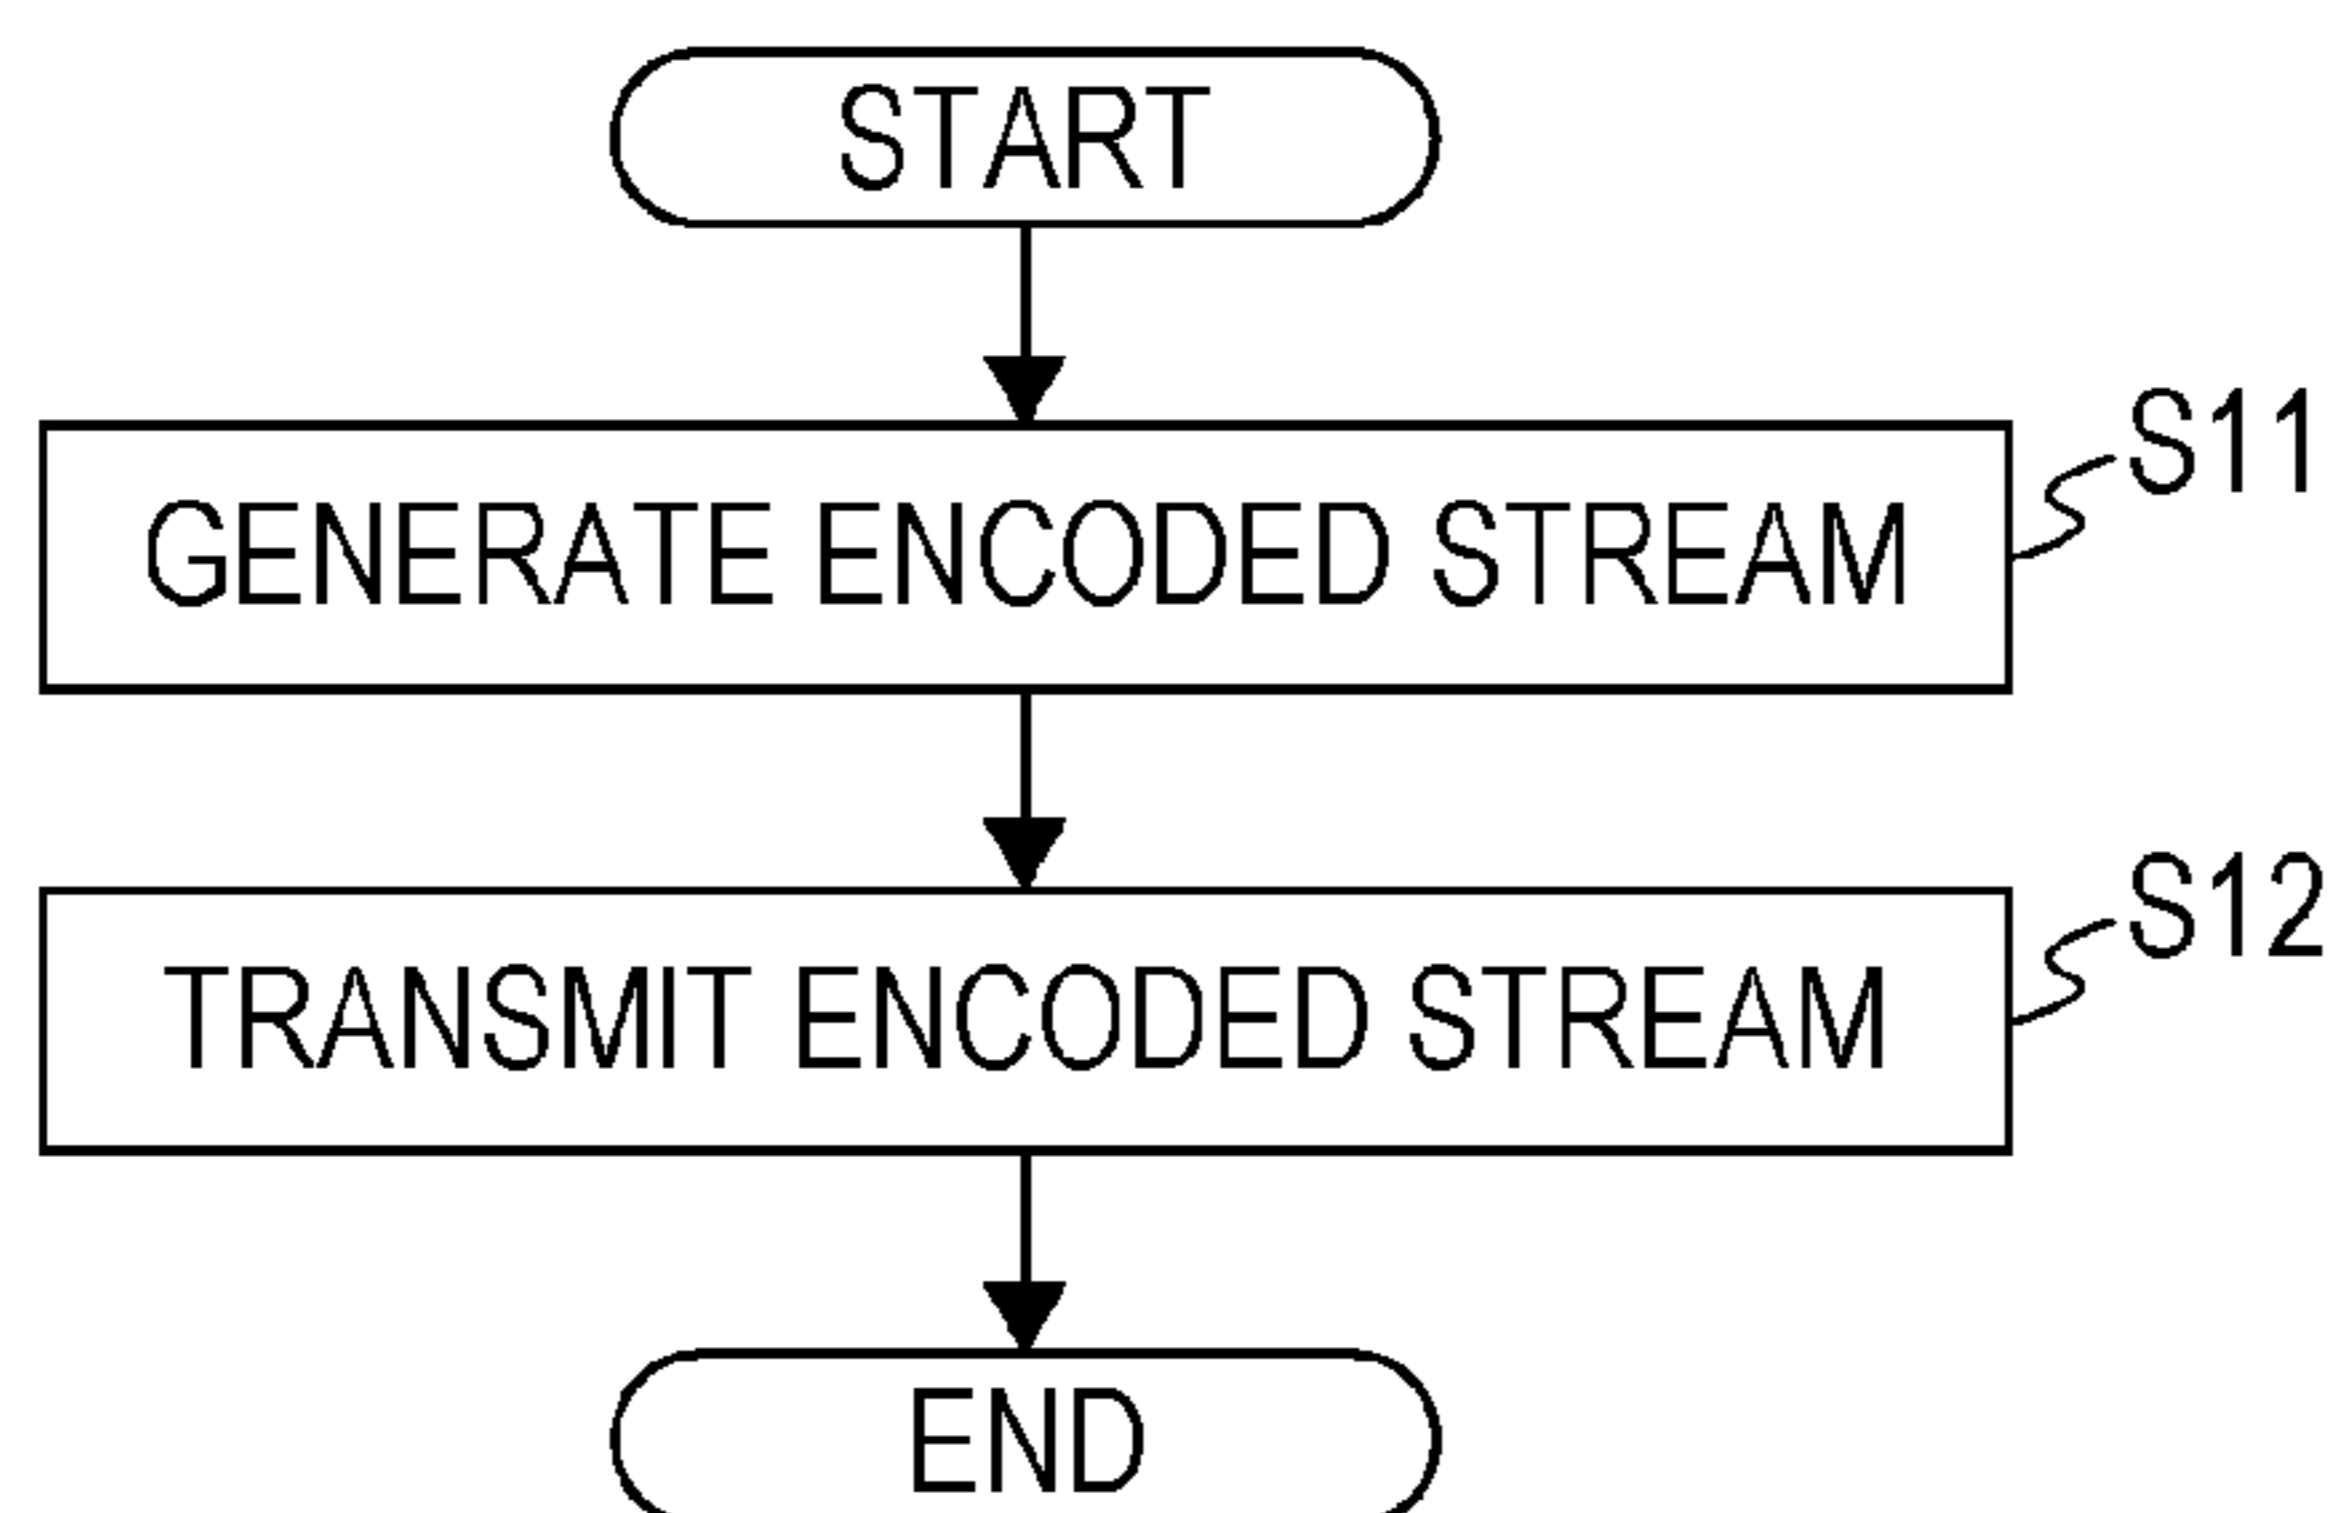 START
S11
GENERATE ENCODED STREAM
S12
TRANSMIT ENCODED STREAM
END